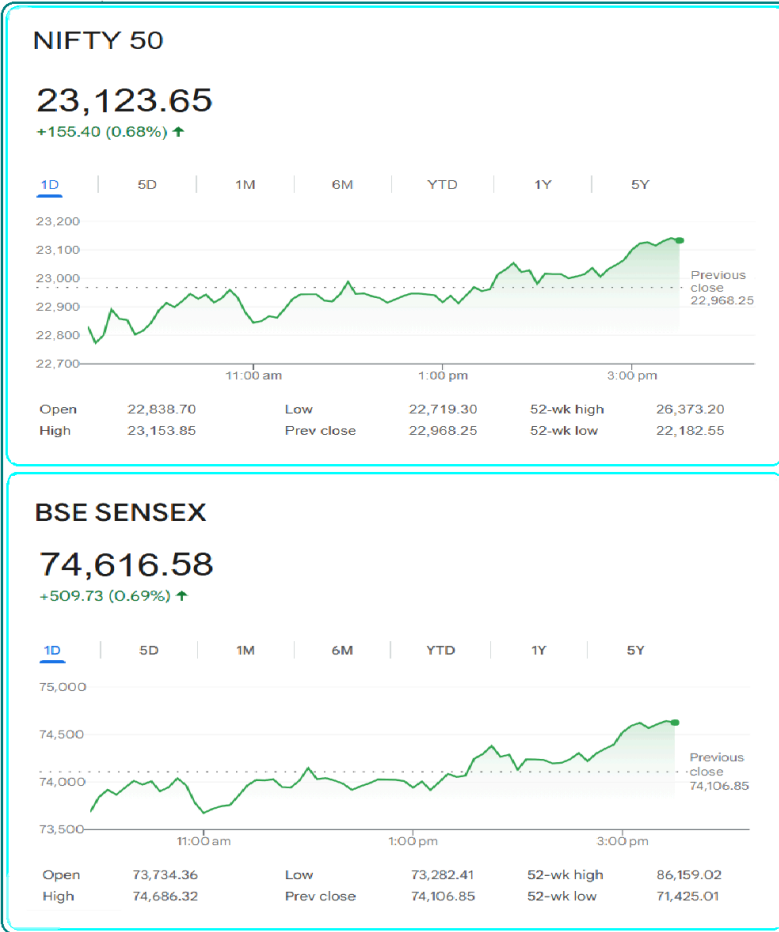 NIFTY 50
23,123.65
+155.40 (0.68%) ↑
1D 5D 1M 6M YTD 1Y 5Y
23,200
23,100
23,000
22,900
22,800
22,700
Previous
close
22,968.25
11:00 am 1:00 pm 3:00 pm
Open 22,838.70 Low 22,719.30 52-wk high 26,373.20
High 23,153.85 Prev close 22,968.25 52-wk low 22,182.55
BSE SENSEX
74,616.58
+509.73 (0.69%) ↑
1D 5D 1M 6M YTD 1Y 5Y
75,000
74,500
74,000
73,500
Previous
close
74,106.85
11:00 am 1:00 pm 3:00 pm
Open 73,734.36 Low 73,282.41 52-wk high 86,159.02
High 74,686.32 Prev close 74,106.85 52-wk low 71,425.01